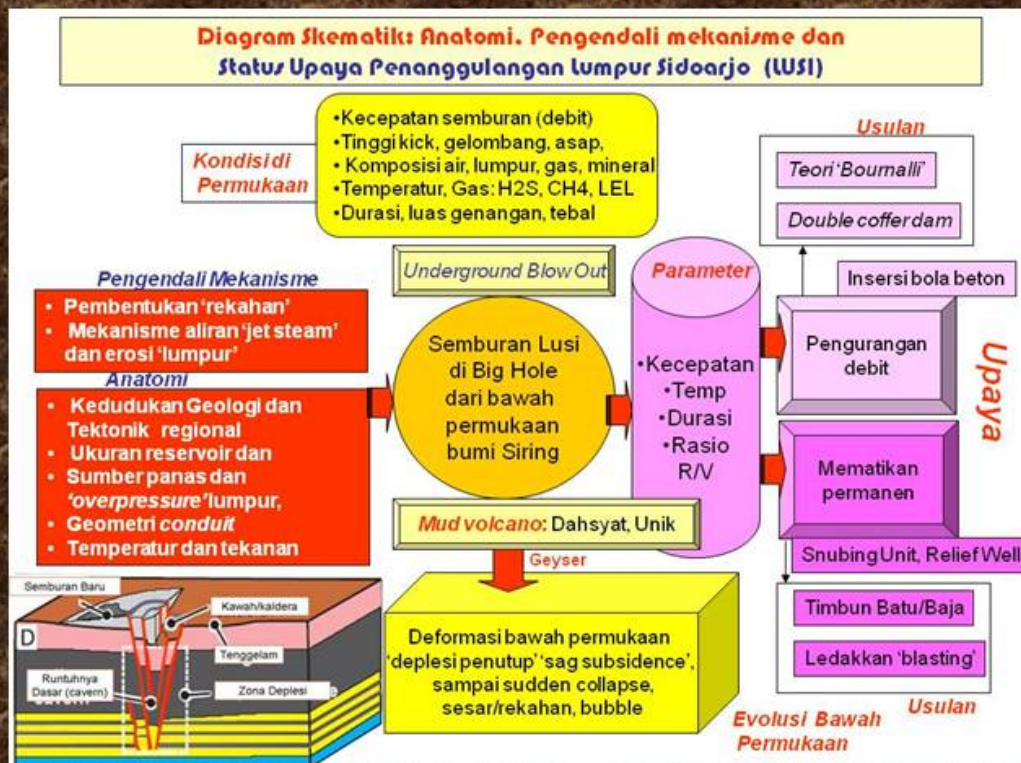 Diagram Skematik: Anatomi. Pengendali mekanisme dan
Status Upaya Penanggulangan Lumpur Sidoarjo (LUSI)
Kondisi di
Permukaan
•Kecepatan semburan (debit)
•Tinggi kick, gelombang, asap,
•Komposisi air, lumpur, gas, mineral
•Temperatur, Gas: H2S, CH4, LEL
•Durasi, luas genangan, tebal
Usulan
Teori 'Bournalli'
Double cofferdam
Pengendali Mekanisme
• Pembentukan 'rekahan'
• Mekanisme aliran 'jet steam'
dan erosi 'lumpur'
Anatomi
• Kedudukan Geologi dan
Tektonik regional
• Ukuran reservoir dan
• Sumber panas dan
'overpressure' lumpur,
• Geometri conduit
• Temperatur dan tekanan
Underground Blow Out
Semburan Lusi
di Big Hole
dari bawah
permukaan
bumi Siring
Mud volcano: Dahsyat, Unik
Geyser
Parameter
•Kecepatan
•Temp
•Durasi
•Rasio
R/V
Insersi bola beton
Pengurangan
debit
Upaya
Mematikan
permanen
Snubing Unit, Relief Well
Timbun Batu/Baja
Ledakkan 'blasting'
Usulan
Evolusi Bawah
Permukaan
Deformasi bawah permukaan
'deplesi penutup' 'sag subsidence',
sampai sudden collapse,
sesar/rekahan, bubble
Semburan Baru
Kawah/kaldera
D
Tenggelam
Runtuhnya
Dasar (cavern)
Zona Deplesi